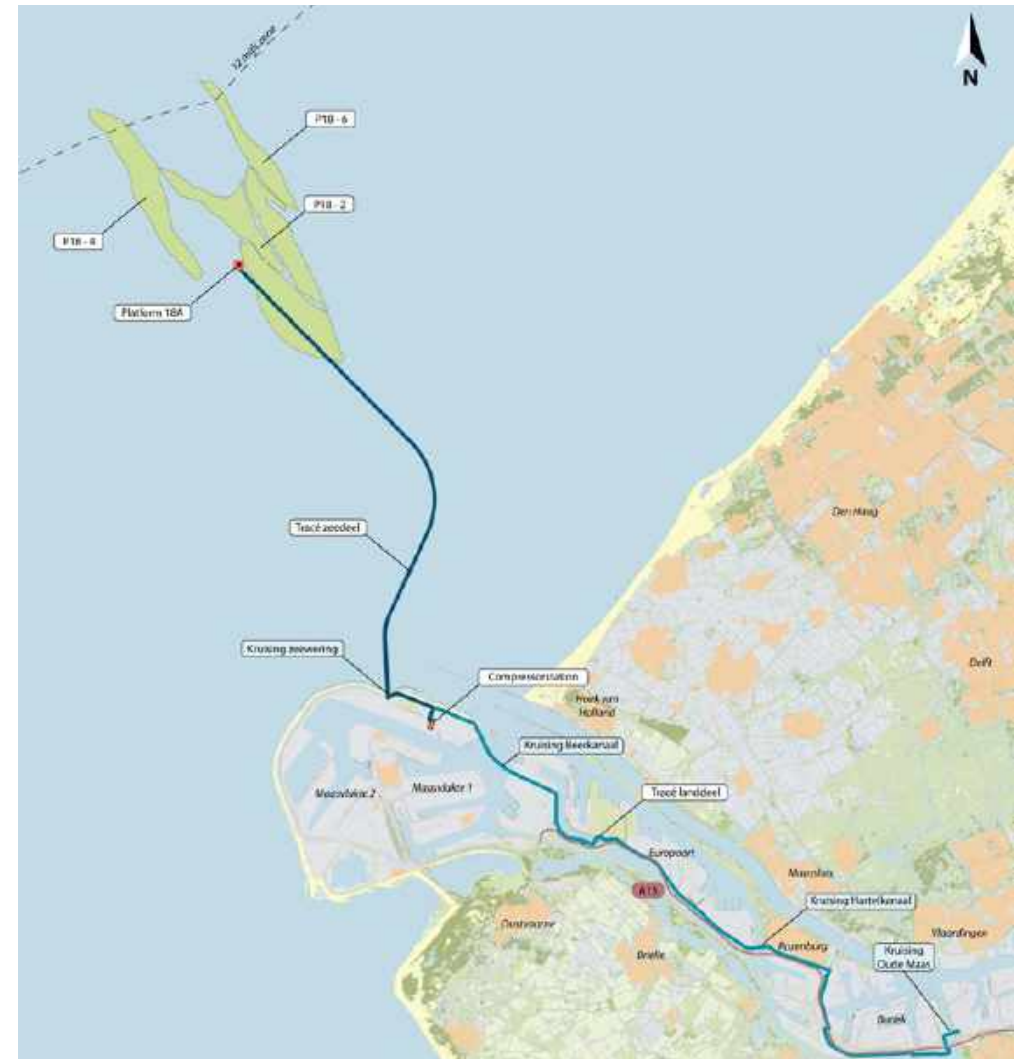 12 mijls zone
N
P18 - 6
P18 - 2
P18 - 4
Platform 18A
Den Haag
Tracé zeedeel
Kruising zeewering
Delft
Compressorstation
Hoek van
Holland
Kruising Beerkanaal
Maasvlakte 2
Maasvlakte 1
Tracé landdeel
Europoort
Maassluis
A15
Kruising Hartelkanaal
Oostvoorne
Rozenburg
Vlaardingen
Brielle
Kruising
Oude Maas
Botlek